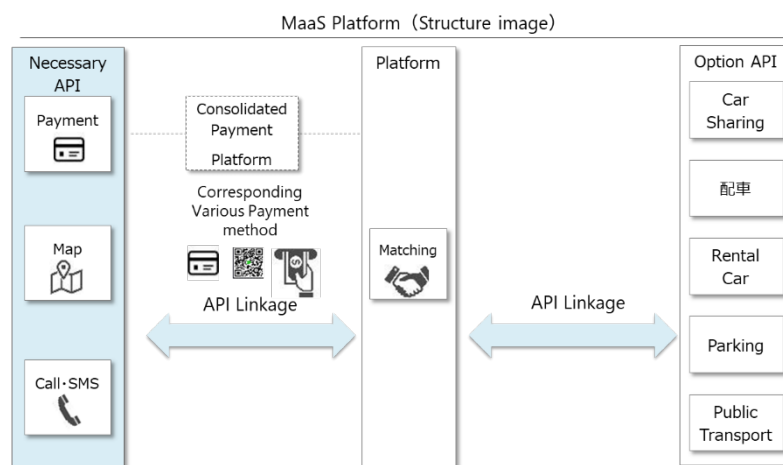 MaaS Platform（Structure image）
Necessary
API
Payment
Map
Call・SMS
Consolidated
Payment
Platform
Corresponding
Various Payment
method
API Linkage
Platform
Matching
API Linkage
Option API
Car
Sharing
配車
Rental
Car
Parking
Public
Transport